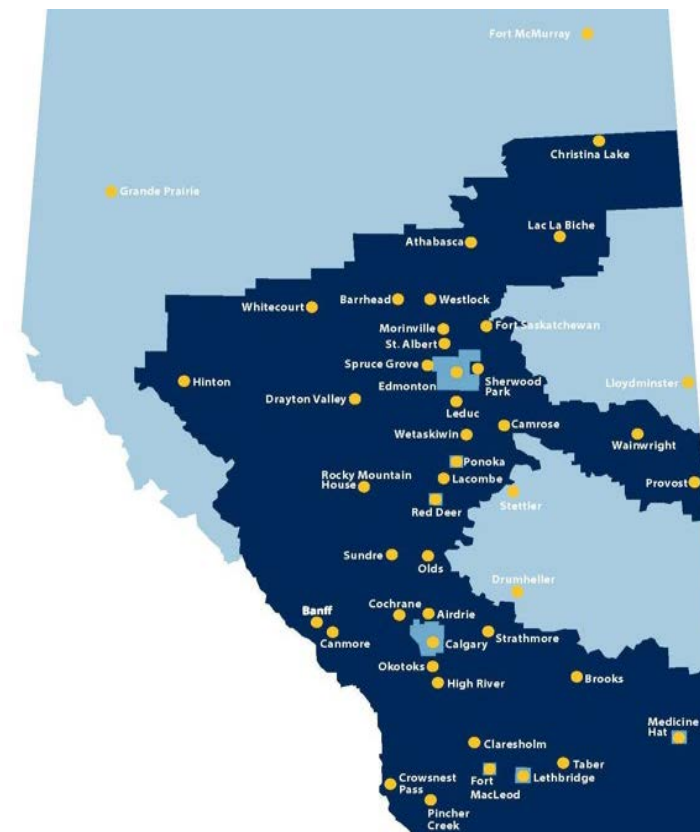 Fort McMurray
Christina Lake
Grande Prairie
Lac La Biche
Athabasca
Barrhead
Westlock
Whitecourt
Fort Saskatchewan
Morinville
St. Albert
Spruce Grove
Edmonton
Sherwood
Park
Hinton
Lloydminster
Drayton Valley
Leduc
Camrose
Wetaskiwin
Wainwright
Ponoka
Rocky Mountain
House
Lacombe
Provost
Red Deer
Stettler
Sundre
Olds
Drumheller
Cochrane
Airdrie
Banff
Canmore
Calgary
Strathmore
Okotoks
High River
Brooks
Medicine
Hat
Claresholm
Taber
Fort
MacLeod
Lethbridge
Crowsnest
Pass
Pincher
Creek